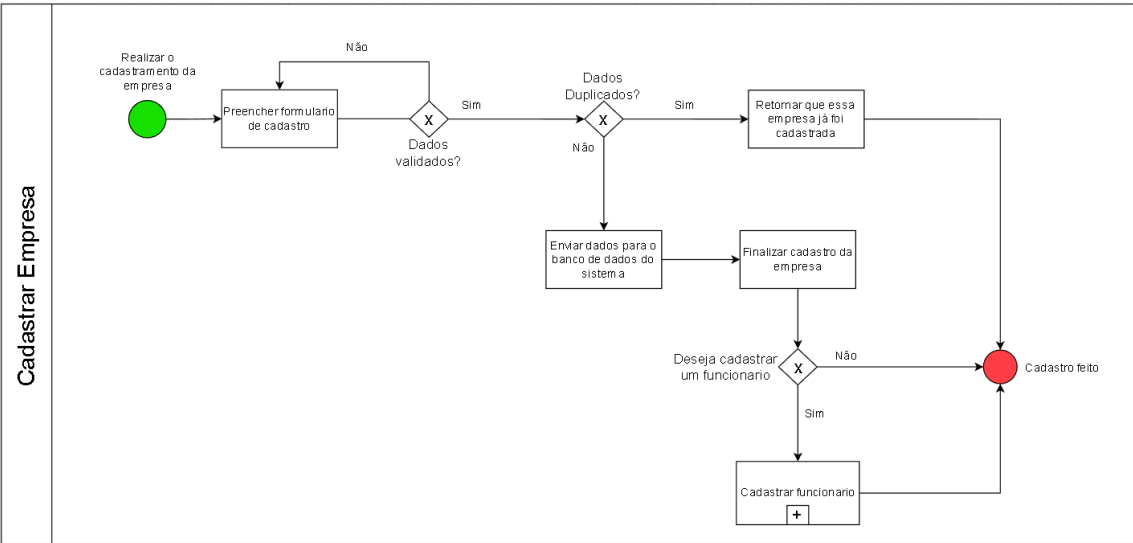 Cadastrar Empresa
Realizar o
cadastramento da
empresa
Preencher formulario
de cadastro
Não
X
Dados
validados?
Sim
Dados
Duplicados?
X
Sim
Não
Retornar que essa
empresa já foi
cadastrada
Enviar dados para o
banco de dados do
sistema
Finalizar cadastro da
empresa
Deseja cadastrar
um funcionario
X
Não
Sim
Cadastro feito
Cadastrar funcionario
+